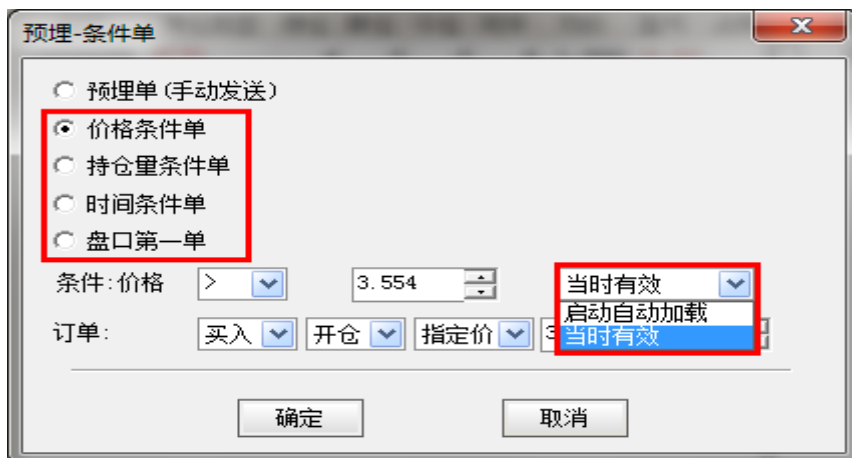 预埋-条件单
预埋单(手动发送)
价格条件单
持仓量条件单
时间条件单
盘口第一单
条件:价格 > 3.554 当时有效
启动自动加载
订单: 买入 开仓 指定价 3 当时有效
确定 取消